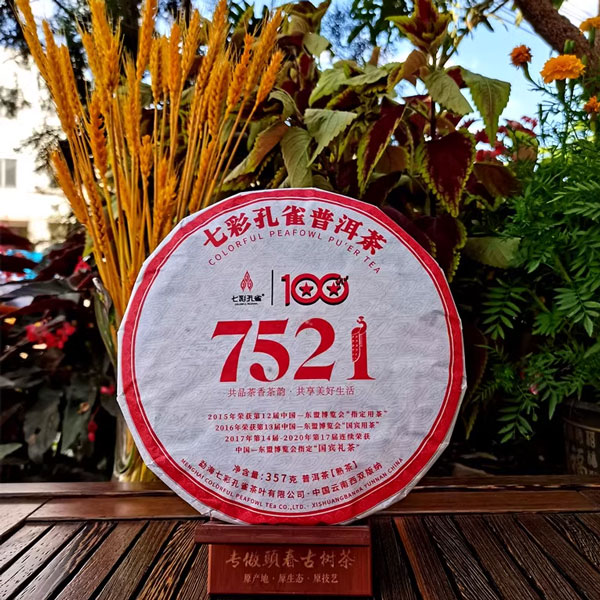 七彩孔雀普洱茶
COLORFUL PEAFOWL PU'ER TEA
七彩孔雀
COLORFUL PEAFOWL
100
7521
共品茶香茶韵·共享美好生活
2015年荣获第12届中国—东盟博览会“指定用茶”
2016年荣获第13届中国—东盟博览会“国宾用茶”
2017年第14届-2020年第17届连续荣获
中国—东盟博览会指定“国宾礼茶”
净含量:357克 普洱茶【熟茶】
勐海七彩孔雀茶叶有限公司·中国云南西双版纳
MENGHAI COLORFUL PEAFOWL TEA CO.,LTD. · XISHUANGBANHA YUNNAN CHINA
专做頭春古树茶
原产地·原生态·原技艺